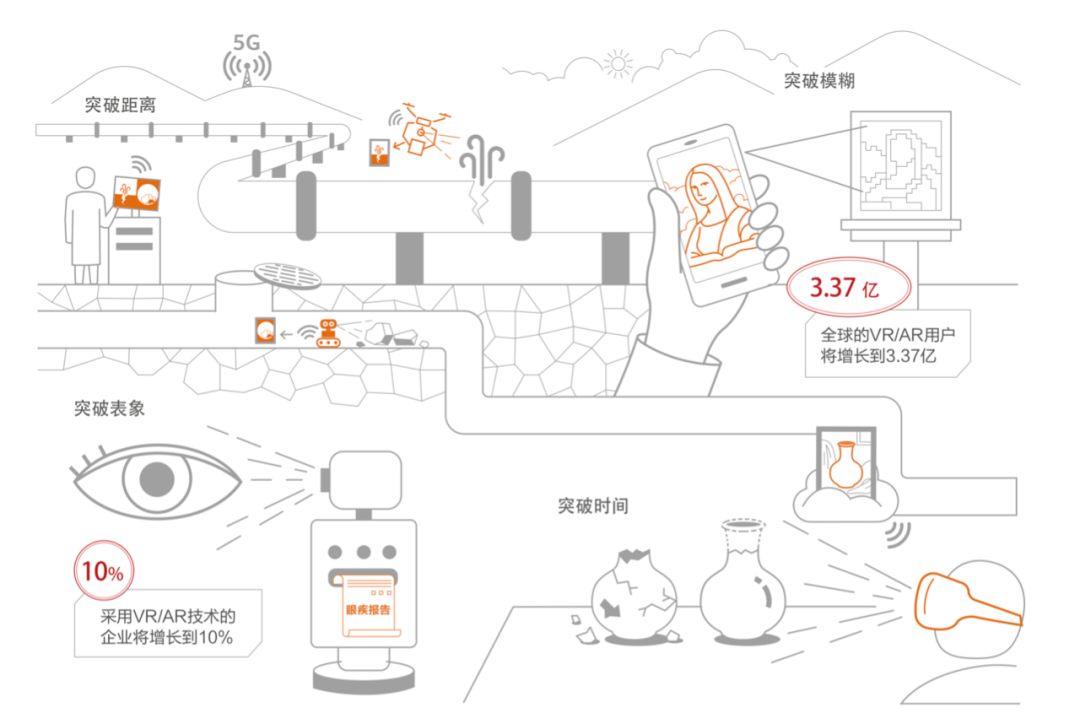 5G
突破距离
突破模糊
3.37 亿
全球的VR/AR用户
将增长到3.37亿
突破表象
10%
采用VR/AR技术的
企业将增长到10%
眼疾报告
突破时间